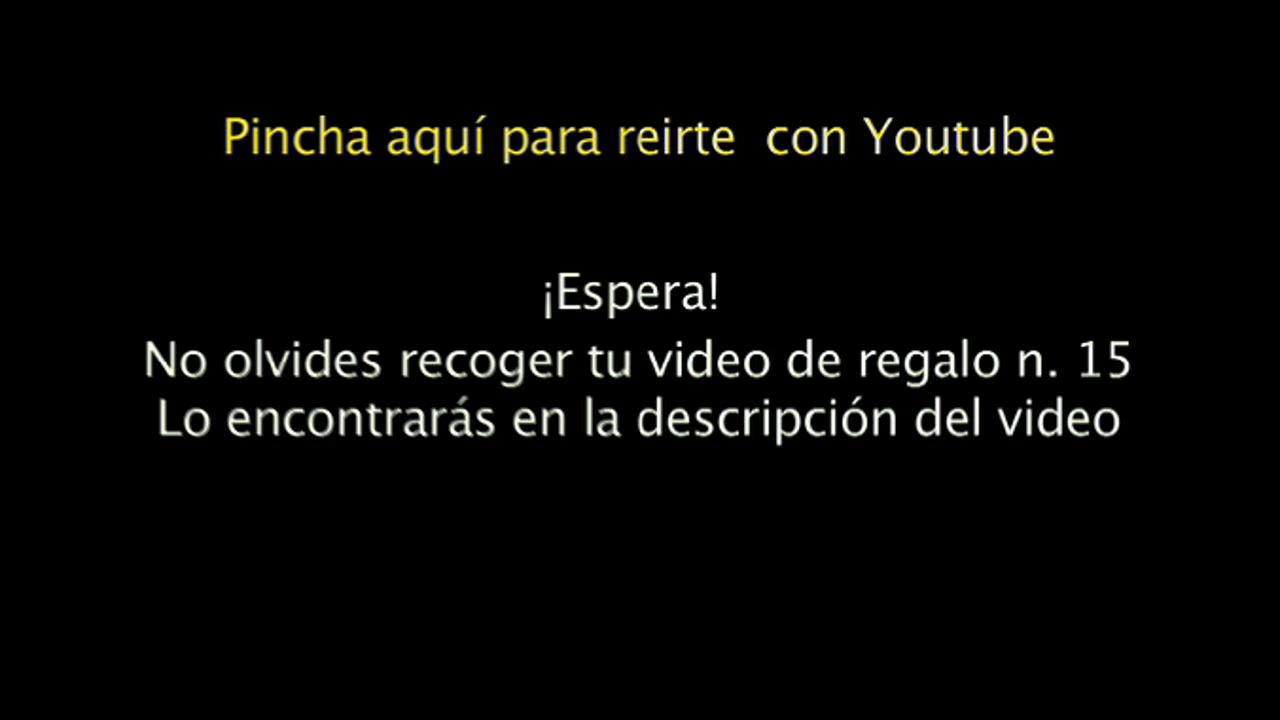 Pincha aquí para reirte  con Youtube
¡Espera!
No olvides recoger tu video de regalo n. 15
Lo encontrarás en la descripción del video